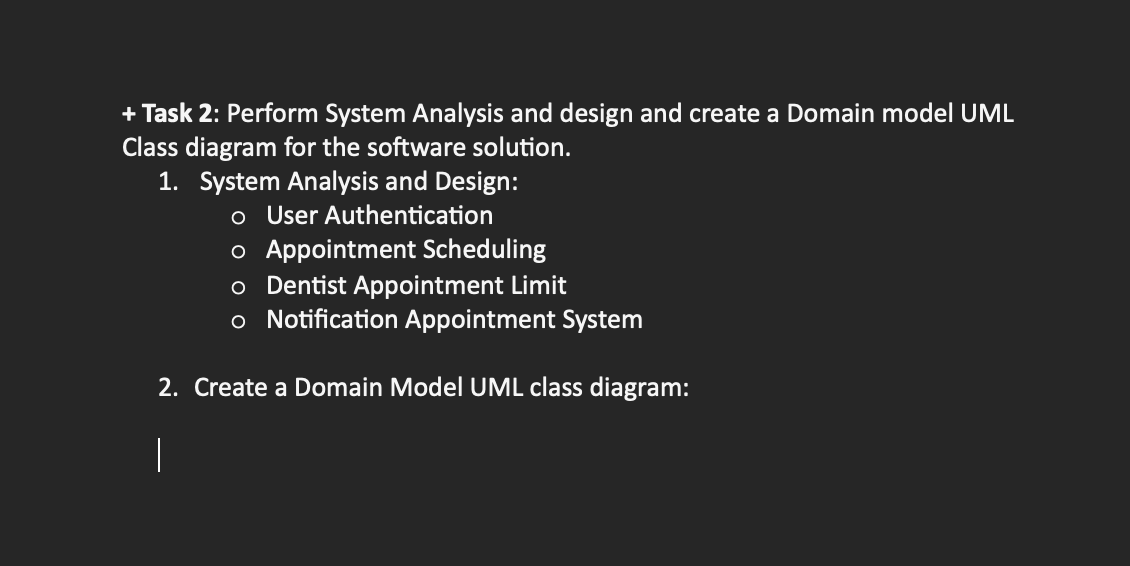 + Task 2: Perform System Analysis and design and create a Domain model UML
Class diagram for the software solution.
1. System Analysis and Design:
o User Authentication
o Appointment Scheduling
o Dentist Appointment Limit
o Notification Appointment System
2. Create a Domain Model UML class diagram: